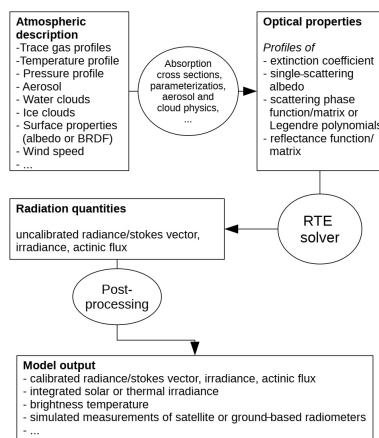 Atmospheric
description
-Trace gas profiles
-Temperature profile
- Pressure profile
- Aerosol
- Water clouds
- Ice clouds
- Surface properties
(albedo or BRDF)
- Wind speed
- ...
Absorption
cross sections,
parameterizatios,
aerosol and
cloud physics,
...
Optical properties
Profiles of
- extinction coefficient
- single-scattering
albedo
- scattering phase
function/matrix or
Legendre polynomials
- reflectance function/
matrix
RTE
solver
Radiation quantities
uncalibrated radiance/stokes vector,
irradiance, actinic flux
Post-
processing
Model output
- calibrated radiance/stokes vector, irradiance, actinic flux
- integrated solar or thermal irradiance
- brightness temperature
- simulated measurements of satellite or ground-based radiometers
- ...